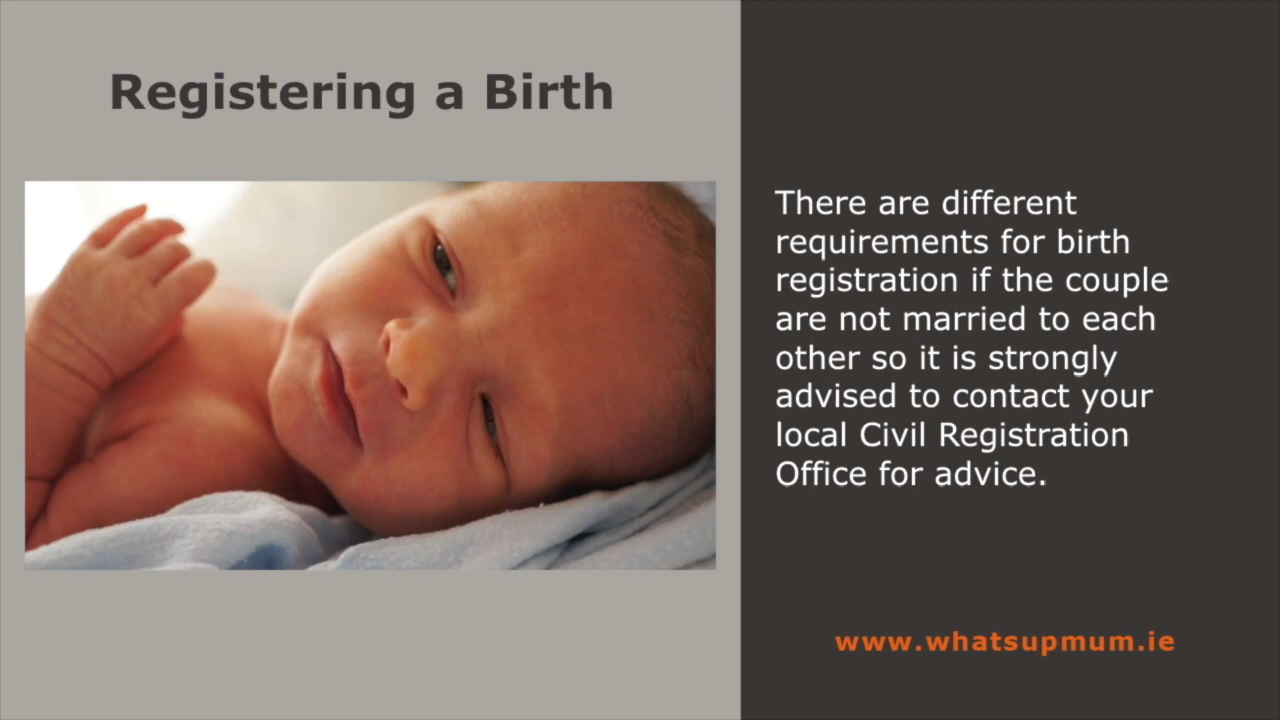 Registering a Birth
There are different
requirements for birth
registration if the couple
are not married to each
other so it is strongly
advised to contact your
local Civil Registration
Office for advice.
www.whatsupmum.ie